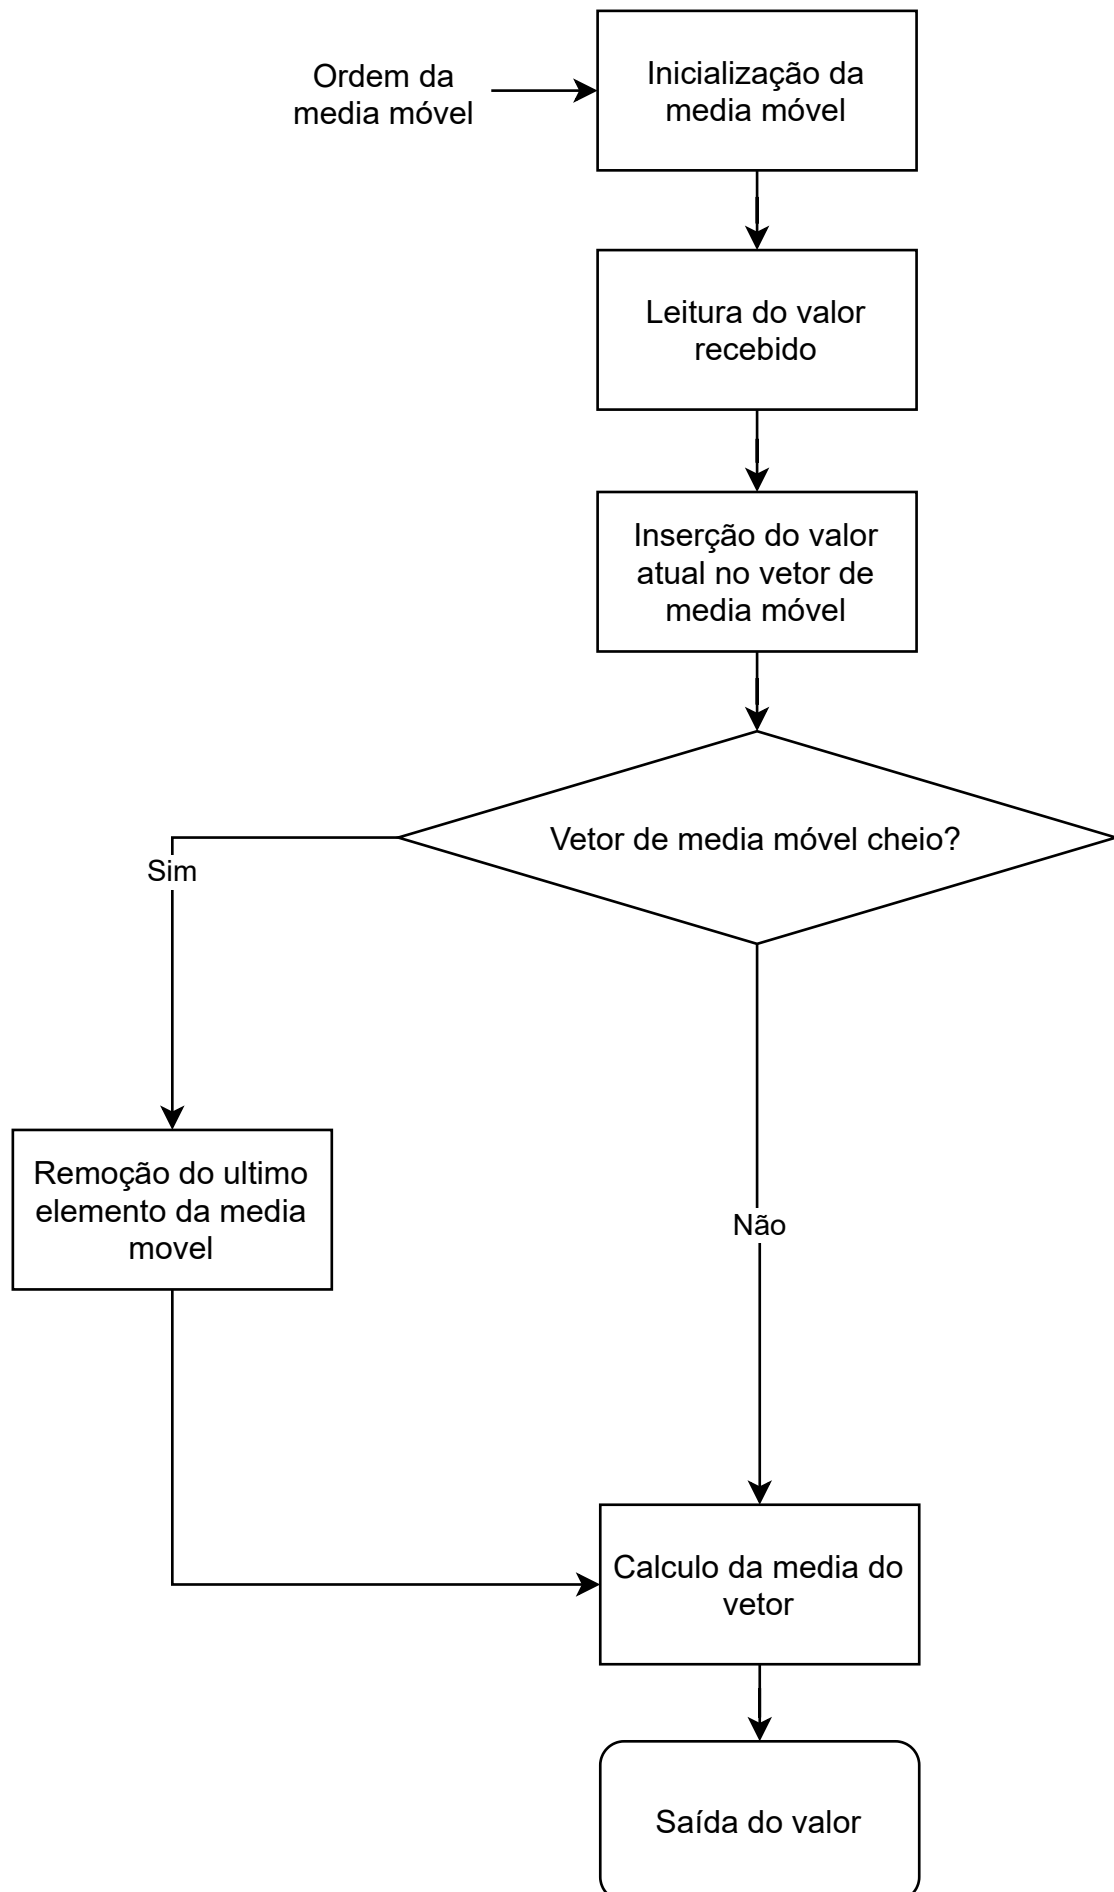 Ordem da
media móvel
Inicialização da
media móvel
Leitura do valor
recebido
Inserção do valor
atual no vetor de
media móvel
Vetor de media móvel cheio?
Sim
Remoção do ultimo
elemento da media
movel
Não
Calculo da media do
vetor
Saída do valor